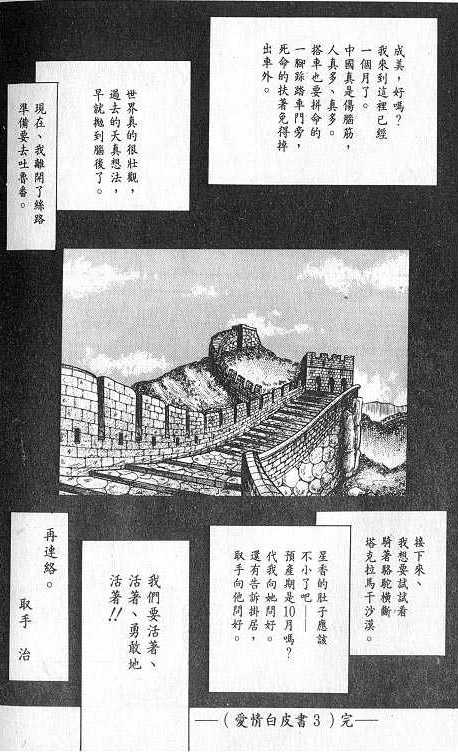 成美，好嗎？
我來到這裡已經
一個月了。
中國真是傷腦筋，
人真多、真多。
搭車也要拼命的
一腳踩踏車門旁，
死命的扶著免得掉
出車外。
世界真的很壯觀，
過去的天真想法，
早就拋到腦後了。
現在、我離開了絲路
準備要去吐魯番。
接下來、
我想要試試看
騎著駱駝橫斷
塔克拉馬干沙漠。
星香的肚子應該
不小了吧——
預產期是10月嗎？
代我向她問好。
還有告訴掛居，
取手向他問好。
我們要活著、
活著、勇敢地
活著!!
再連絡。
取手 治
——（愛情白皮書3）完——